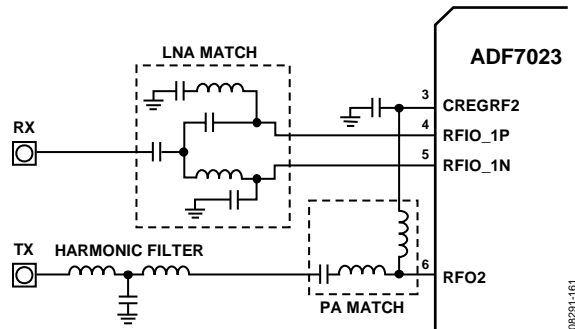 LNA MATCH
ADF7023
3
CREGRF2
RX
4
RFIO_1P
5
RFIO_1N
TX
HARMONIC FILTER
6
RFO2
PA MATCH
08291-161